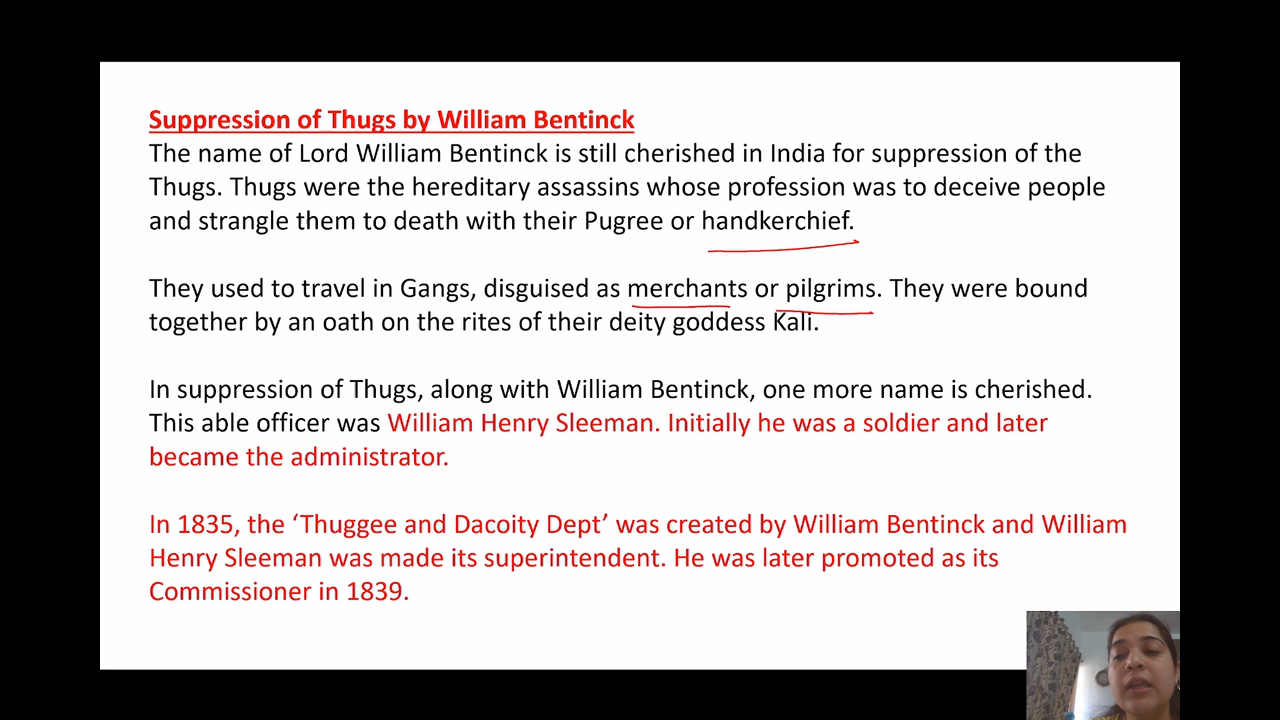 Suppression of Thugs by William Bentinck
The name of Lord William Bentinck is still cherished in India for suppression of the
Thugs. Thugs were the hereditary assassins whose profession was to deceive people
and strangle them to death with their Pugree or handkerchief.
They used to travel in Gangs, disguised as merchants or pilgrims. They were bound
together by an oath on the rites of their deity goddess Kali.
In suppression of Thugs, along with William Bentinck, one more name is cherished.
This able officer was William Henry Sleeman. Initially he was a soldier and later
became the administrator.
In 1835, the ‘Thuggee and Dacoity Dept’ was created by William Bentinck and William
Henry Sleeman was made its superintendent. He was later promoted as its
Commissioner in 1839.